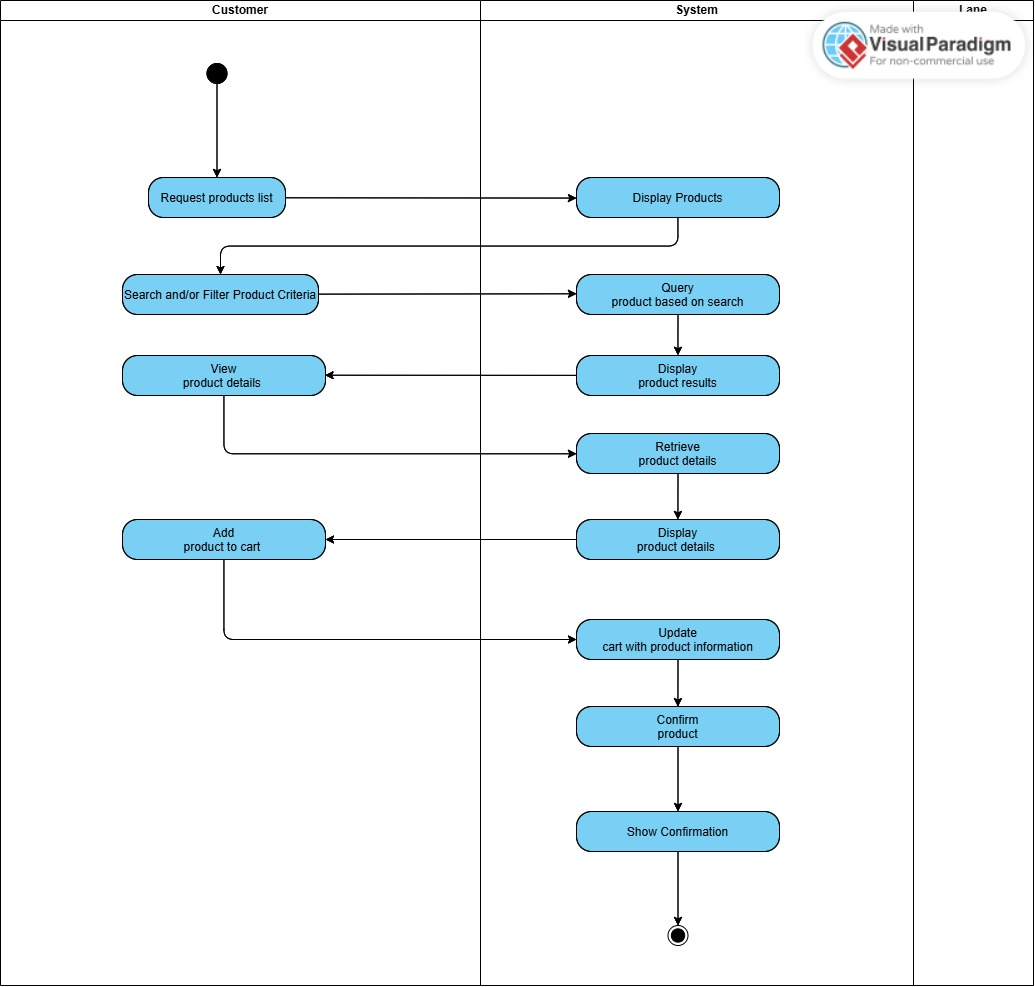 Customer
System
Lane
Made with
Visual Paradigm
For non-commercial use
Request products list
Display Products
Search and/or Filter Product Criteria
Query
product based on search
View
product details
Display
product results
Retrieve
product details
Add
product to cart
Display
product details
Update
cart with product information
Confirm
product
Show Confirmation